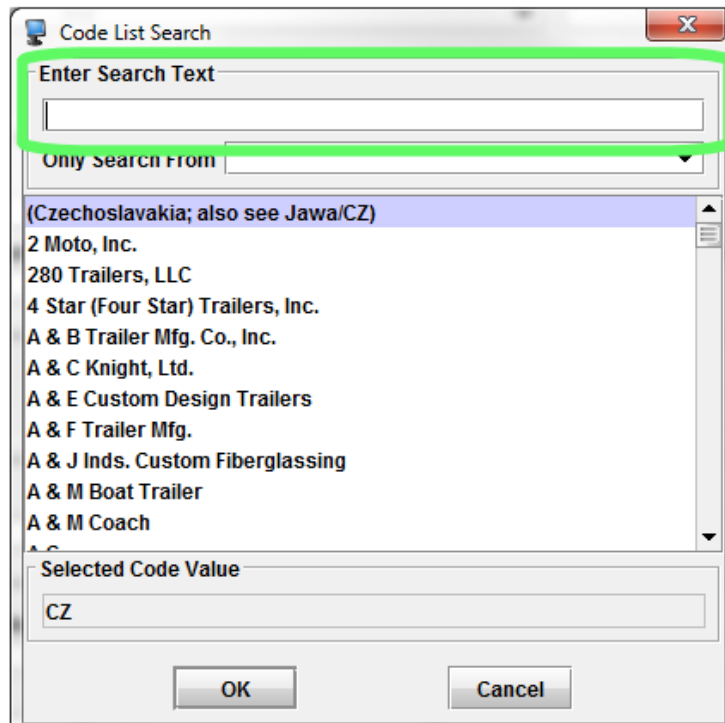 Code List Search
Enter Search Text
Only Search From
(Czechoslavakia; also see Jawa/CZ)
2 Moto, Inc.
280 Trailers, LLC
4 Star (Four Star) Trailers, Inc.
A & B Trailer Mfg. Co., Inc.
A & C Knight, Ltd.
A & E Custom Design Trailers
A & F Trailer Mfg.
A & J Inds. Custom Fiberglassing
A & M Boat Trailer
A & M Coach
Selected Code Value
CZ
OK Cancel